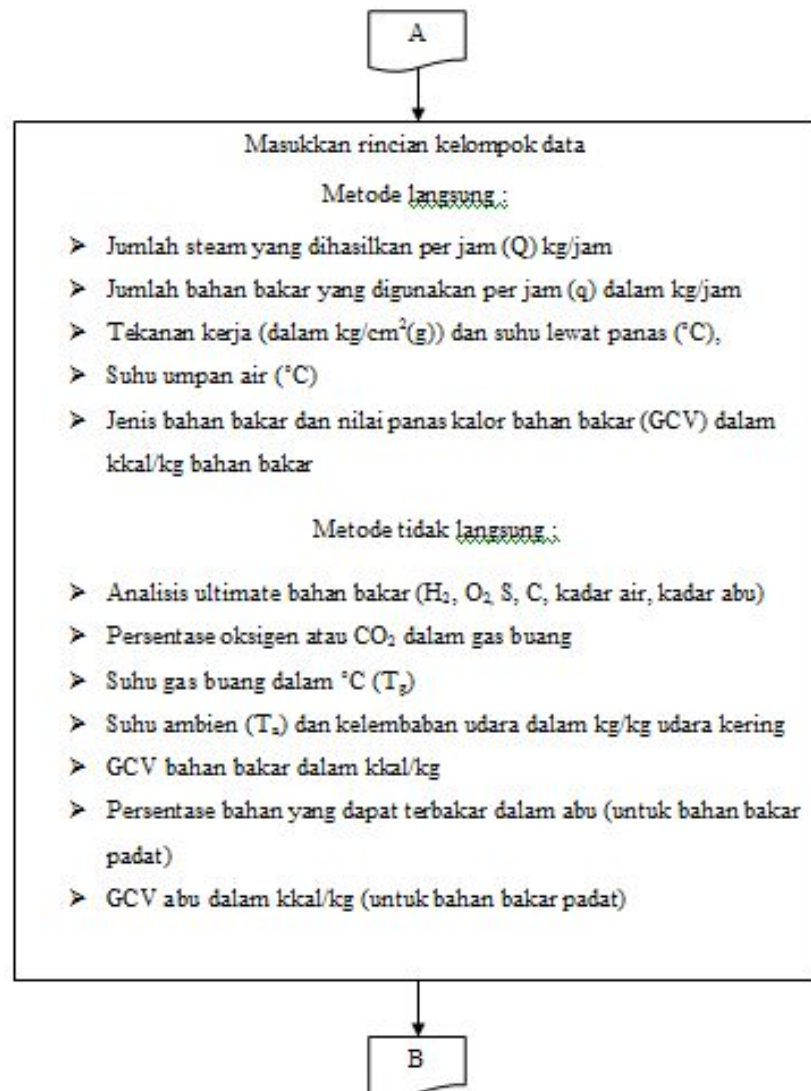 A
Masukkan rincian kelompok data
Metode langsung :
➤ Jumlah steam yang dihasilkan per jam (Q) kg/jam
➤ Jumlah bahan bakar yang digunakan per jam (q) dalam kg/jam
➤ Tekanan kerja (dalam kg/cm²(g)) dan suhu lewat panas (°C),
➤ Suhu umpan air (°C)
➤ Jenis bahan bakar dan nilai panas kalor bahan bakar (GCV) dalam
kkal/kg bahan bakar
Metode tidak langsung :
➤ Analisis ultimate bahan bakar (H₂, O₂, S, C, kadar air, kadar abu)
➤ Persentase oksigen atau CO₂ dalam gas buang
➤ Suhu gas buang dalam °C (Tg)
➤ Suhu ambien (Tₐ) dan kelembaban udara dalam kg/kg udara kering
➤ GCV bahan bakar dalam kkal/kg
➤ Persentase bahan yang dapat terbakar dalam abu (untuk bahan bakar
padat)
➤ GCV abu dalam kkal/kg (untuk bahan bakar padat)
B